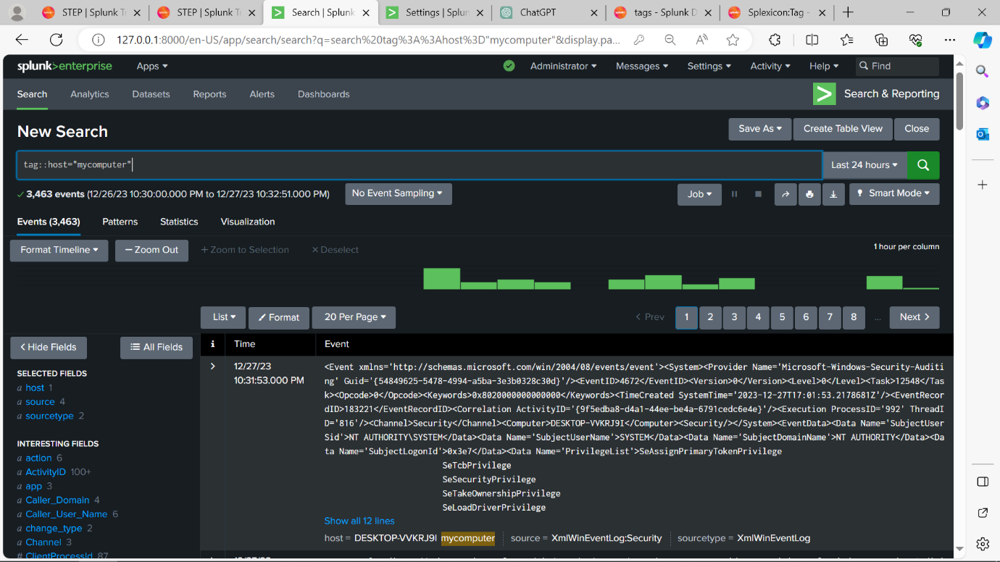 STEP | Splunk Tr
STEP | Splunk Tr
Search | Splunk
Settings | Splun
ChatGPT
tags - Splunk D
Splexicon:Tag -
127.0.0.1:8000/en-US/app/search/search?q=search%20tag%3A%3Ahost%3D"mycomputer"&display.pa...
splunk>enterprise
Apps
Administrator
Messages
Settings
Activity
Help
Find
Search
Analytics
Datasets
Reports
Alerts
Dashboards
Search & Reporting
New Search
Save As
Create Table View
Close
tag::host="mycomputer"
Last 24 hours
3,463 events (12/26/23 10:30:00.000 PM to 12/27/23 10:32:51.000 PM)
No Event Sampling
Job
Smart Mode
Events (3,463)
Patterns
Statistics
Visualization
Format Timeline
— Zoom Out
+ Zoom to Selection
× Deselect
1 hour per column
List
Format
20 Per Page
< Prev
1
2
3
4
5
6
7
8
...
Next >
< Hide Fields
All Fields
i
Time
Event
SELECTED FIELDS
a host 1
a source 4
a sourcetype 2
INTERESTING FIELDS
a action 6
a ActivityID 100+
a app 3
a Caller_Domain 4
a Caller_User_Name 6
a change_type 2
a Channel 3
# ClientProcessId 87
>
12/27/23
10:31:53.000 PM
<Event xmlns='http://schemas.microsoft.com/win/2004/08/events/event'><System><Provider Name='Microsoft-Windows-Security-Auditi
ng' Guid='{54849625-5478-4994-a5ba-3e3b0328c30d}'/><EventID>4672</EventID><Version>0</Version><Level>0</Level><Task>12548</Tas
k><Opcode>0</Opcode><Keywords>0x8020000000000000</Keywords><TimeCreated SystemTime='2023-12-27T17:01:53.2178681Z'/><EventRecor
dID>183221</EventRecordID><Correlation ActivityID='{9f5edba8-d4a1-44ee-be4a-6791cedc6e4e}'/><Execution ProcessID='992' ThreadI
D='816'/><Channel>Security</Channel><Computer>DESKTOP-VVKRJ9I</Computer><Security/></System><EventData><Data Name='SubjectUser
Sid'>NT AUTHORITY\SYSTEM</Data><Data Name='SubjectUserName'>SYSTEM</Data><Data Name='SubjectDomainName'>NT AUTHORITY</Data><Da
ta Name='SubjectLogonId'>0x3e7</Data><Data Name='PrivilegeList'>SeAssignPrimaryTokenPrivilege
SeTcbPrivilege
SeSecurityPrivilege
SeTakeOwnershipPrivilege
SeLoadDriverPrivilege
Show all 12 lines
host = DESKTOP-VVKRJ9I mycomputer
source = XmlWinEventLog:Security
sourcetype = XmlWinEventLog